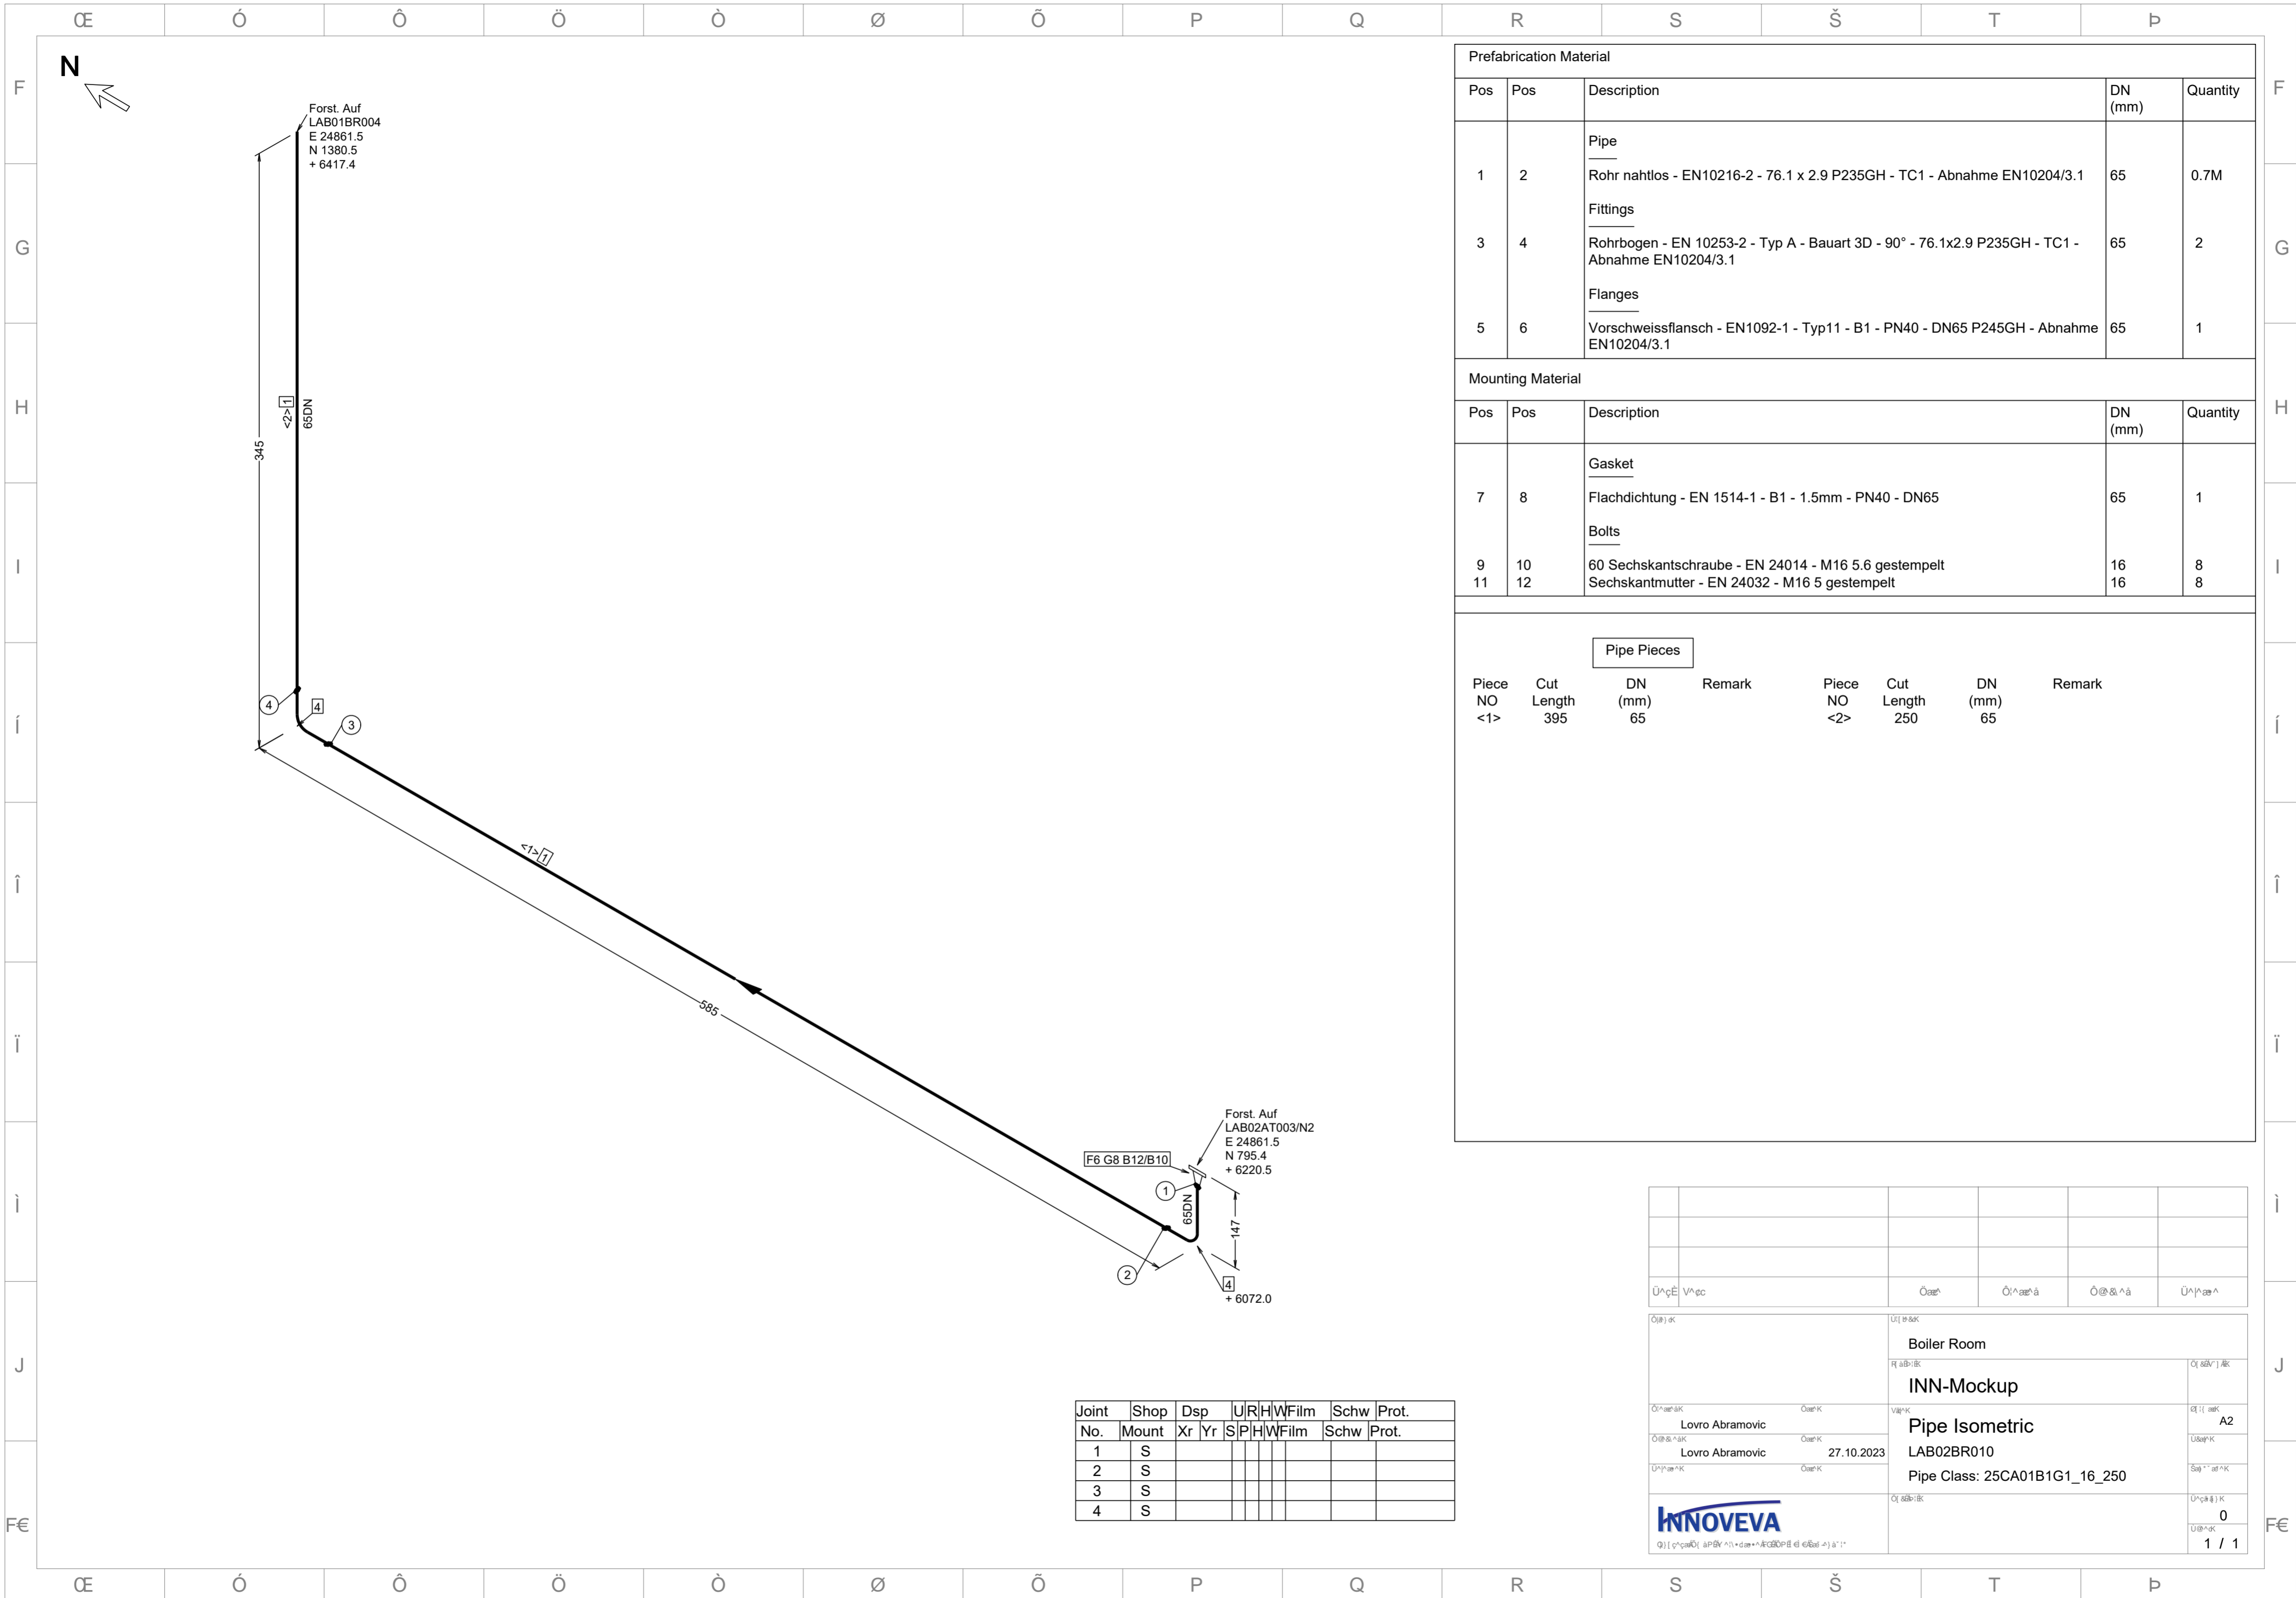 Œ Ó Ô Ö Ò Ø Õ P Q R S Š T Þ
N
F
F
G
G
H
H
I
I
Í
Í
Î
Î
Ï
Ï
Ì
Ì
J
J
F€
F€
Forst. Auf
LAB01BR004
E 24861.5
N 1380.5
+ 6417.4
345
<2> 1
65DN
4
4
3
<1> 1
585
Forst. Auf
LAB02AT003/N2
E 24861.5
N 795.4
+ 6220.5
F6 G8 B12/B10
1
65DN
147
2
4
+ 6072.0
Prefabrication Material
Pos Pos Description DN (mm) Quantity
Pipe
1 2 Rohr nahtlos - EN10216-2 - 76.1 x 2.9 P235GH - TC1 - Abnahme EN10204/3.1 65 0.7M
Fittings
3 4 Rohrbogen - EN 10253-2 - Typ A - Bauart 3D - 90° - 76.1x2.9 P235GH - TC1 - 65 2
Abnahme EN10204/3.1
Flanges
5 6 Vorschweissflansch - EN1092-1 - Typ11 - B1 - PN40 - DN65 P245GH - Abnahme 65 1
EN10204/3.1
Mounting Material
Pos Pos Description DN (mm) Quantity
Gasket
7 8 Flachdichtung - EN 1514-1 - B1 - 1.5mm - PN40 - DN65 65 1
Bolts
9 10 60 Sechskantschraube - EN 24014 - M16 5.6 gestempelt 16 8
11 12 Sechskantmutter - EN 24032 - M16 5 gestempelt 16 8
Pipe Pieces
Piece Cut DN Remark Piece Cut DN Remark
NO Length (mm) NO Length (mm)
<1> 395 65 <2> 250 65
Joint Shop Dsp U R H W Film Schw Prot.
No. Mount Xr Yr S P H W Film Schw Prot.
1 S
2 S
3 S
4 S
Boiler Room
INN-Mockup
Lovro Abramovic
Pipe Isometric
A2
Lovro Abramovic 27.10.2023
LAB02BR010
Pipe Class: 25CA01B1G1_16_250
INNOVEVA
0
1 / 1
Œ Ó Ô Ö Ò Ø Õ P Q R S Š T Þ